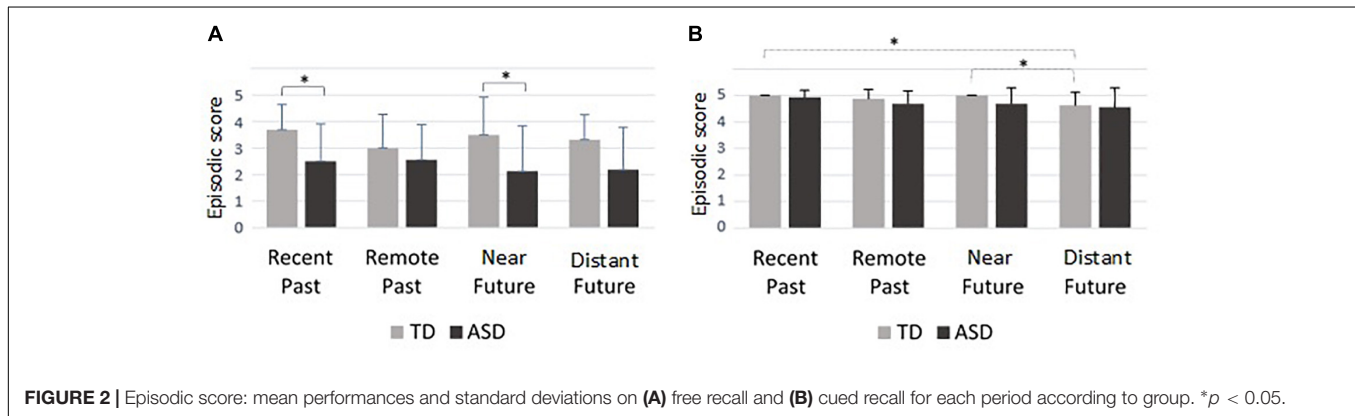 A
B
*
*
*
*
Episodic score
5
4
3
2
1
0
Recent Past
Remote Past
Near Future
Distant Future
TD
ASD
Episodic score
5
4
3
2
1
0
Recent Past
Remote Past
Near Future
Distant Future
TD
ASD
FIGURE 2 | Episodic score: mean performances and standard deviations on (A) free recall and (B) cued recall for each period according to group. *p < 0.05.